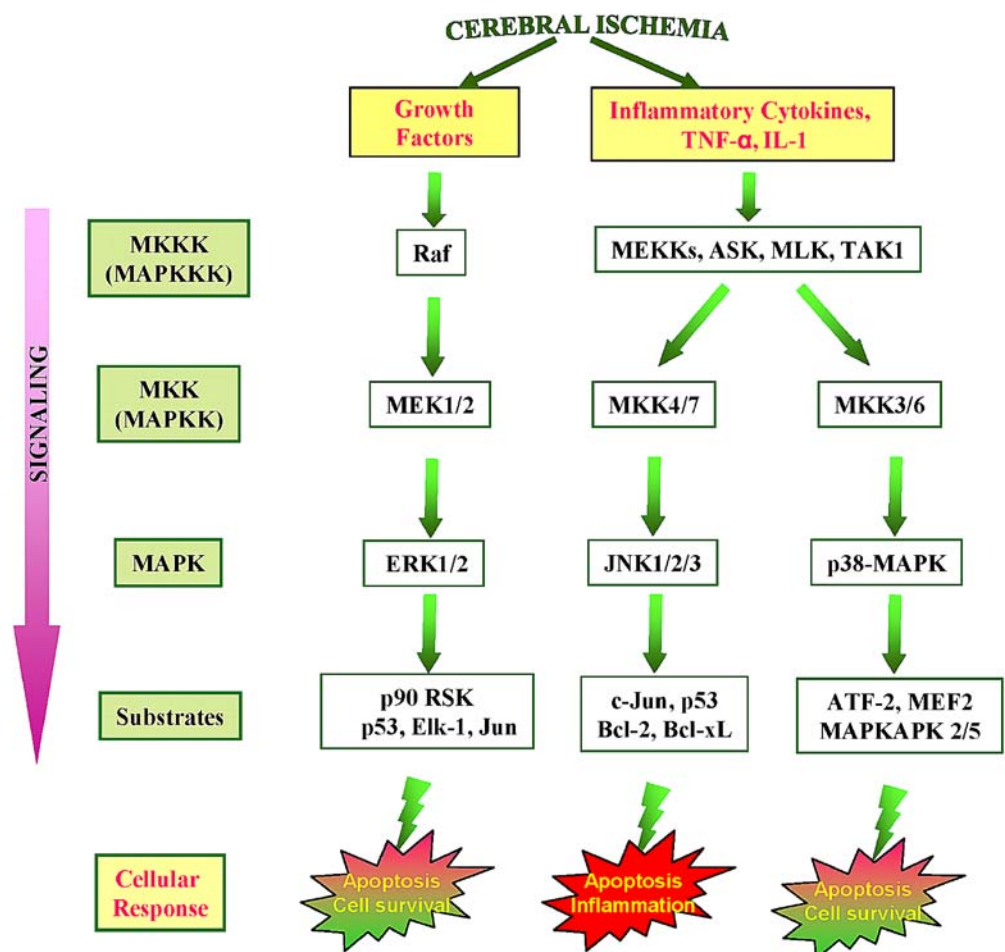 CEREBRAL ISCHEMIA
Growth
Factors
Inflammatory Cytokines,
TNF-α, IL-1
SIGNALING
MKKK
(MAPKKK)
Raf
MEKKs, ASK, MLK, TAK1
MKK
(MAPKK)
MEK1/2
MKK4/7
MKK3/6
MAPK
ERK1/2
JNK1/2/3
p38-MAPK
Substrates
p90 RSK
p53, Elk-1, Jun
c-Jun, p53
Bcl-2, Bcl-xL
ATF-2, MEF2
MAPKAPK 2/5
Cellular
Response
Apoptosis
Cell survival
Apoptosis
Inflammation
Apoptosis
Cell survival